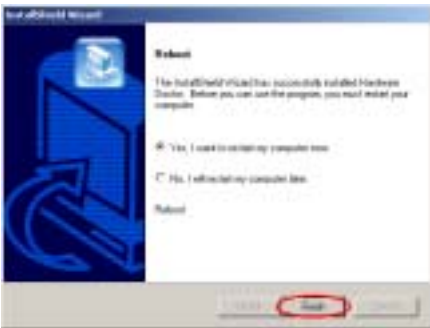 InstallShield Wizard
Reboot
The InstallShield Wizard has successfully installed Hardware
Doctor. Before you can use the program, you must restart your
computer.
Yes, I want to restart my computer now.
No, I will restart my computer later.
Reboot
Finish